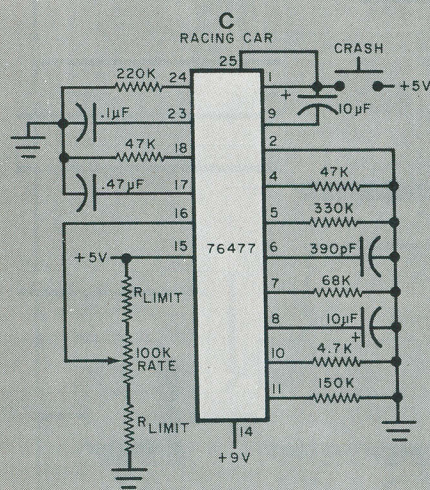 C
RACING CAR
25
CRASH
220K 24
1
+5V
+
.1µF 23
10µF
9
47K 18
2
.47µF 17
4 47K
16
5 330K
+5V 15
76477
6 390pF
RLIMIT
7 68K
8 10µF
+
100K
RATE
10 4.7K
11 150K
RLIMIT
14
+9V